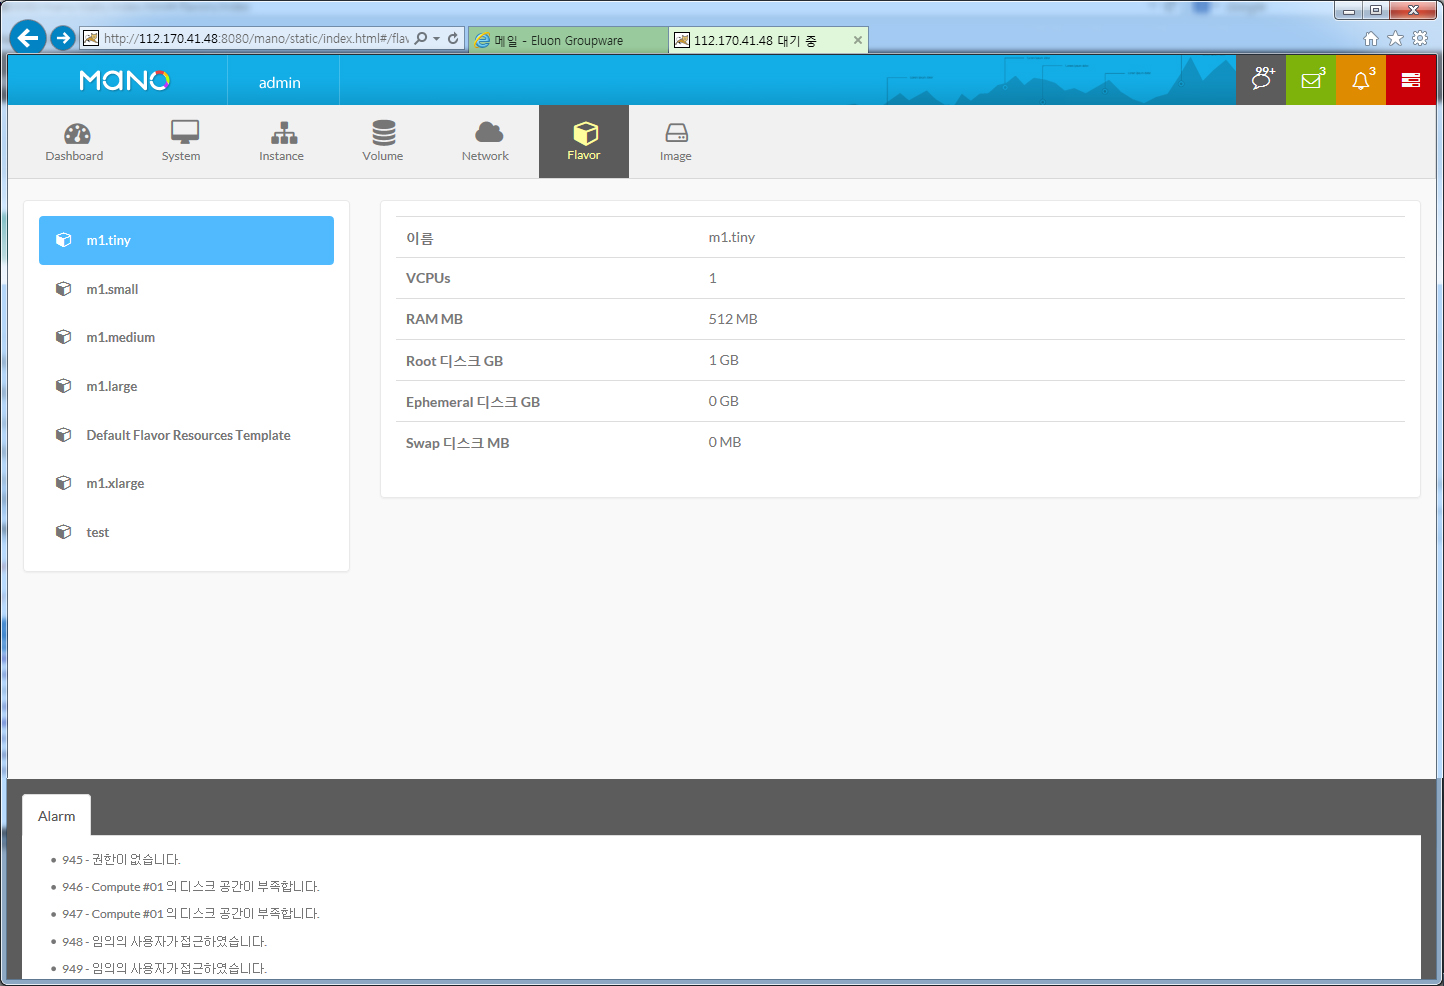 http://112.170.41.48:8080/mano/static/index.html#/flav
메일 - Eluon Groupware
112.170.41.48 대기 중
MANO
admin
99+
3
3
Dashboard
System
Instance
Volume
Network
Flavor
Image
m1.tiny
m1.small
m1.medium
m1.large
Default Flavor Resources Template
m1.xlarge
test
이름 m1.tiny
VCPUs 1
RAM MB 512 MB
Root 디스크 GB 1 GB
Ephemeral 디스크 GB 0 GB
Swap 디스크 MB 0 MB
Alarm
945 - 권한이 없습니다.
946 - Compute #01 의 디스크 공간이 부족합니다.
947 - Compute #01 의 디스크 공간이 부족합니다.
948 - 임의의 사용자가 접근하였습니다.
949 - 임의의 사용자가 접근하였습니다.